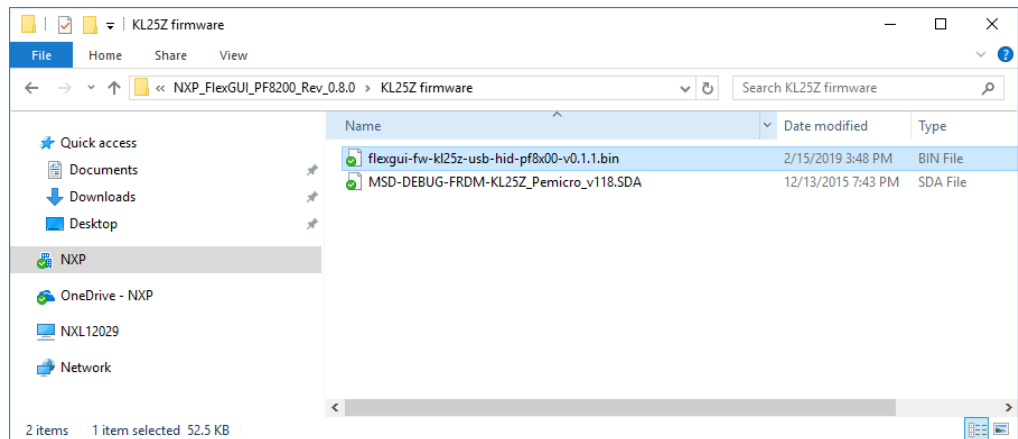 KL25Z firmware
File Home Share View
« NXP_FlexGUI_PF8200_Rev_0.8.0 > KL25Z firmware Search KL25Z firmware
Name Date modified Type
Quick access
flexgui-fw-kl25z-usb-hid-pf8x00-v0.1.1.bin 2/15/2019 3:48 PM BIN File
Documents
MSD-DEBUG-FRDM-KL25Z_Pemicro_v118.SDA 12/13/2015 7:43 PM SDA File
Downloads
Desktop
NXP
OneDrive - NXP
NXL12029
Network
2 items 1 item selected 52.5 KB